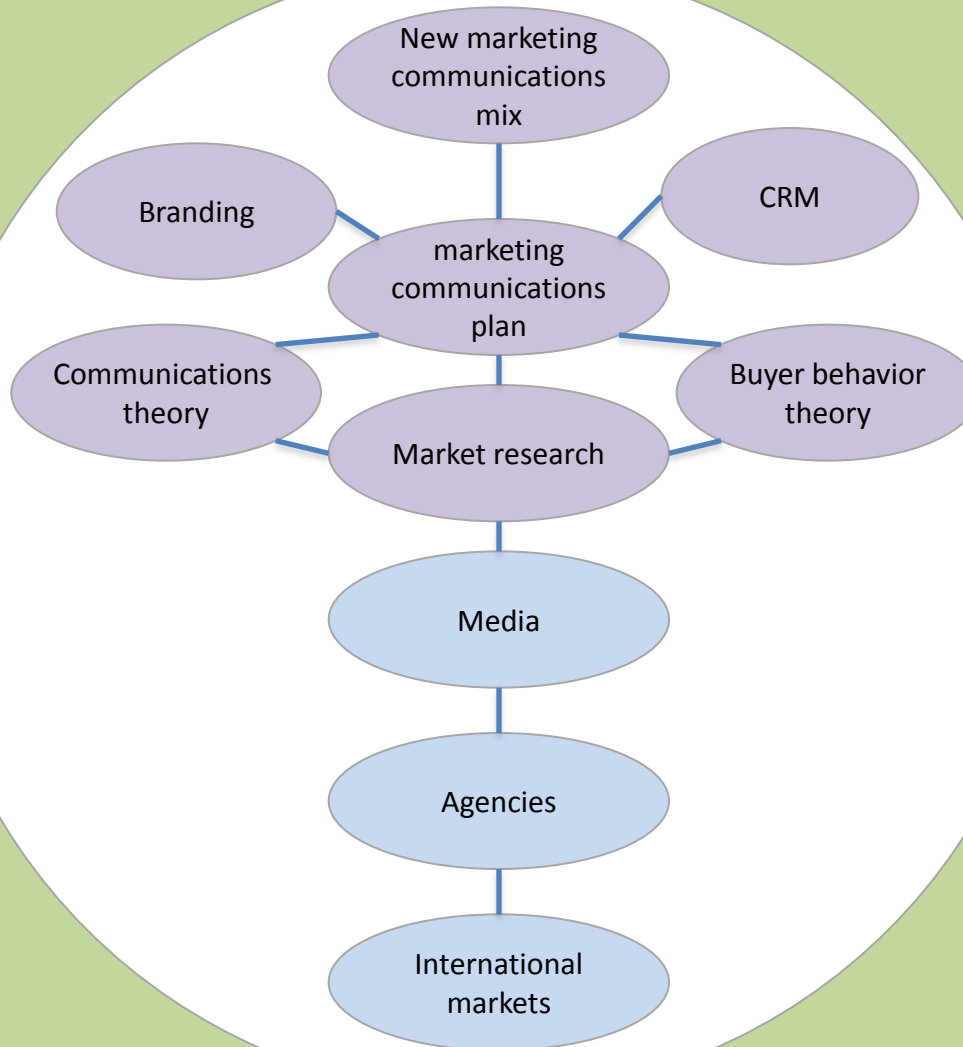 New marketing
communications
mix
Branding
CRM
marketing
communications
plan
Communications
theory
Buyer behavior
theory
Market research
Media
Agencies
International
markets